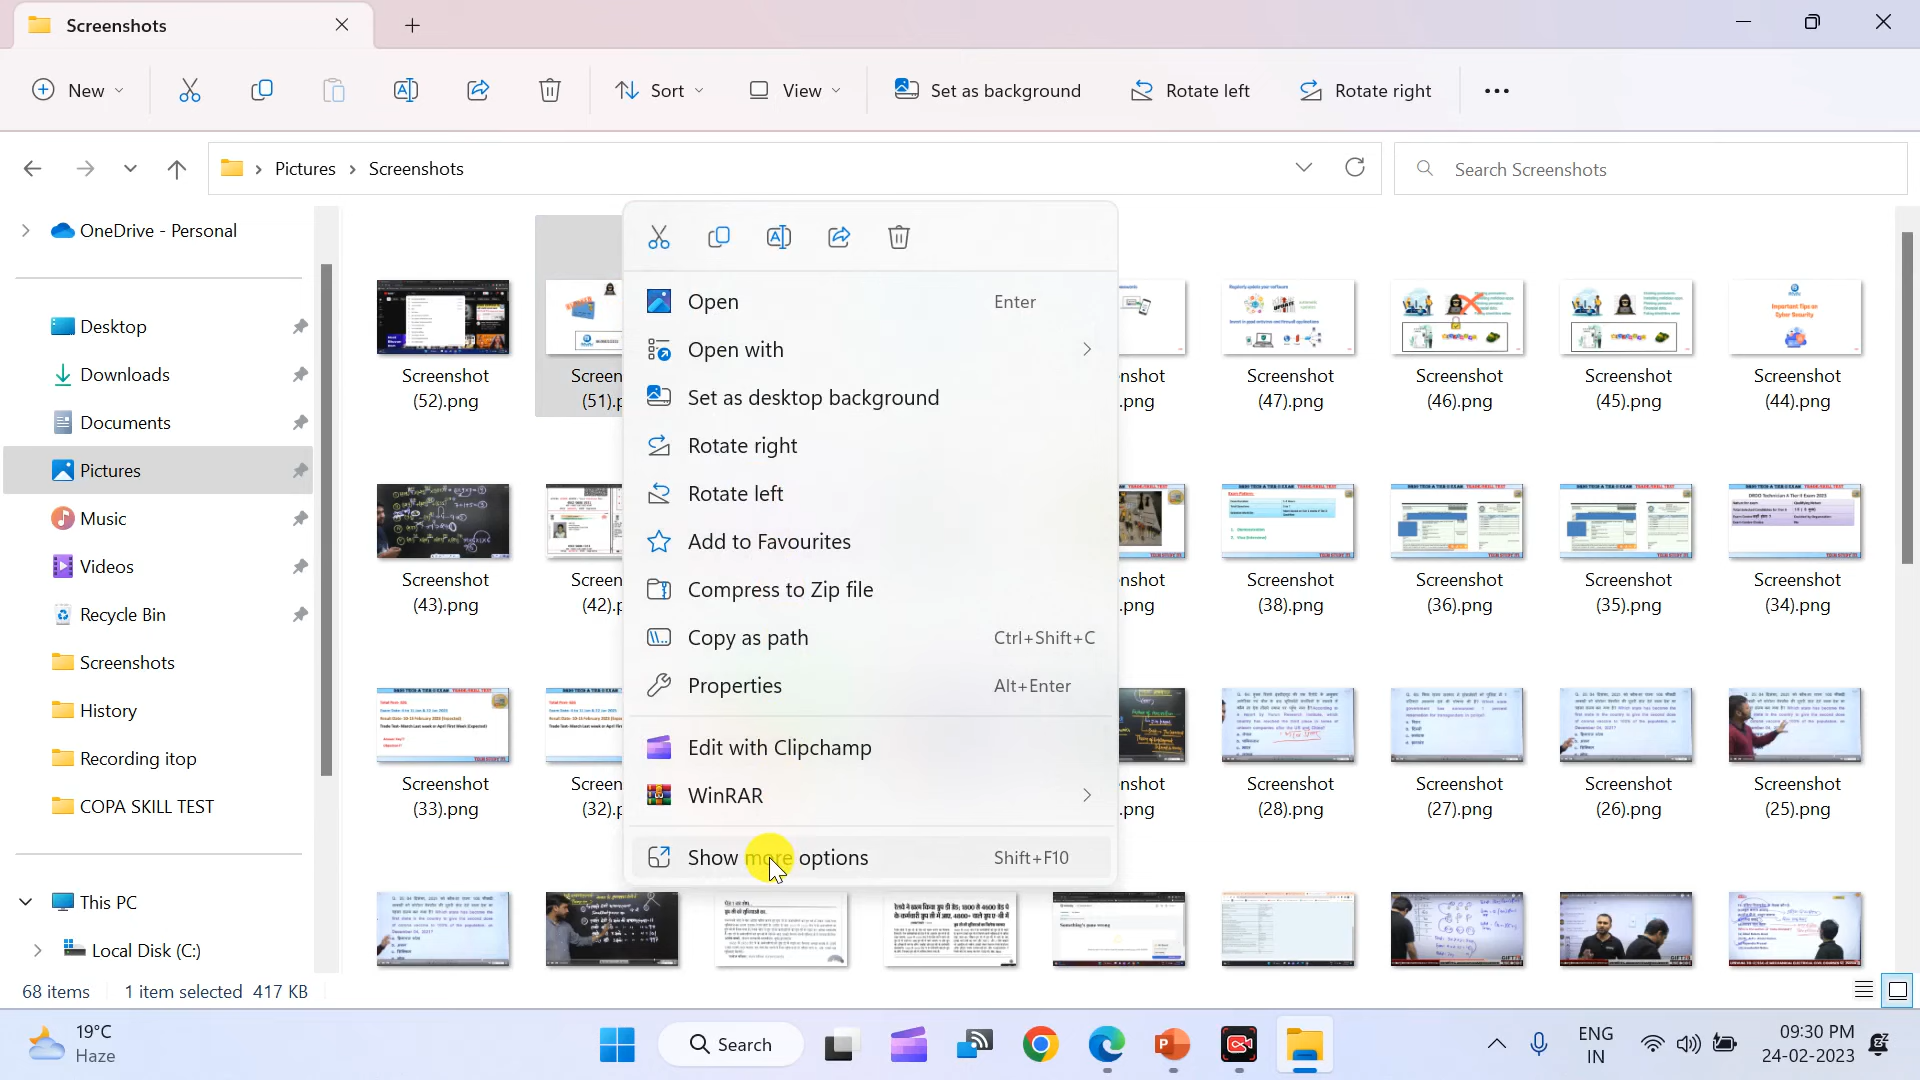 Screenshots
New
Sort
View
Set as background
Rotate left
Rotate right
Pictures
Screenshots
Search Screenshots
OneDrive - Personal
Desktop
Downloads
Documents
Pictures
Music
Videos
Recycle Bin
Screenshots
History
Recording itop
COPA SKILL TEST
This PC
Local Disk (C:)
Open Enter
Open with
Set as desktop background
Rotate right
Rotate left
Add to Favourites
Compress to Zip file
Copy as path Ctrl+Shift+C
Properties Alt+Enter
Edit with Clipchamp
WinRAR
Show more options Shift+F10
Important Tips on
Cyber Security
Screenshot
(52).png
Screen
(51).p
nshot
.png
Screenshot
(47).png
Screenshot
(46).png
Screenshot
(45).png
Screenshot
(44).png
Screenshot
(43).png
Screen
(42).p
nshot
.png
Screenshot
(38).png
Screenshot
(36).png
Screenshot
(35).png
Screenshot
(34).png
Screenshot
(33).png
Screen
(32).p
nshot
.png
Screenshot
(28).png
Screenshot
(27).png
Screenshot
(26).png
Screenshot
(25).png
68 items 1 item selected 417 KB
19°C
Haze
Search
ENG
IN
09:30 PM
24-02-2023